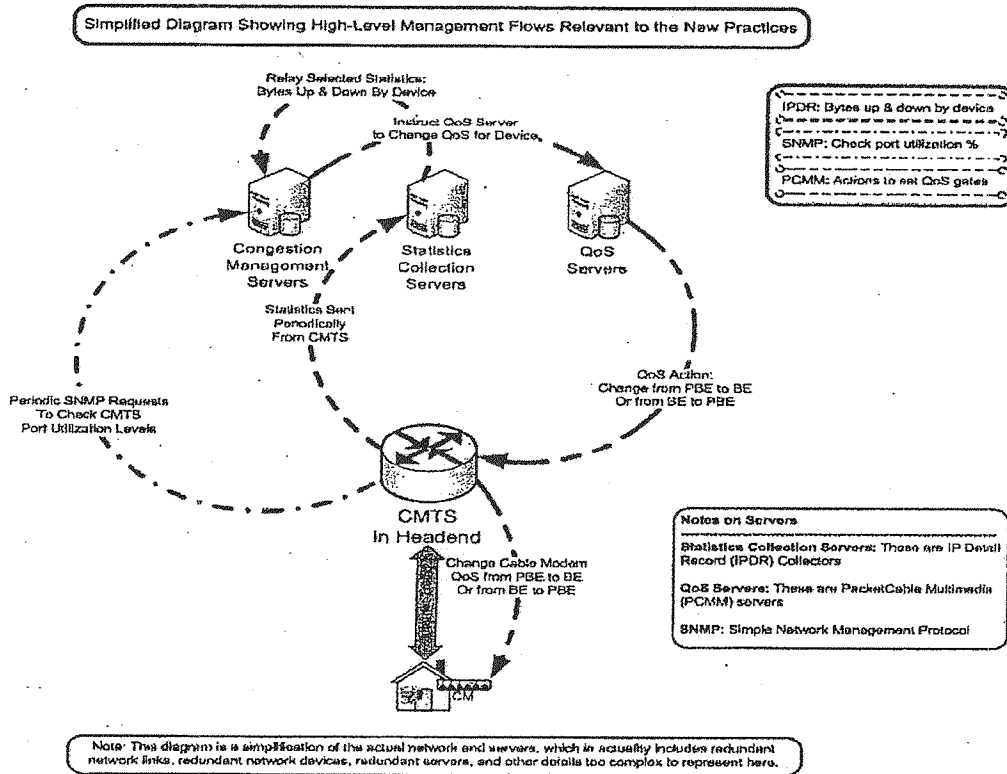 Simplified Diagram Showing High-Level Management Flows Relevant to the New Practices
Relay Selected Statistics:
Bytes Up & Down By Device
Instruct QoS Server
to Change QoS for Device
IPDR: Bytes up & down by device
SNMP: Check port utilization %
PCMM: Actions to set QoS gates
Congestion
Management
Servers
Statistics
Collection
Servers
QoS
Servers
Statistics Sent
Periodically
From CMTS
QoS Action:
Change from PBE to BE
Or from BE to PBE
Periodic SNMP Requests
To Check CMTS
Port Utilization Levels
CMTS
In Headend
Change Cable Modem
QoS from PBE to BE
Or from BE to PBE
CM
Notes on Servers
Statistics Collection Servers: These are IP Detail
Record (IPDR) Collectors
QoS Servers: These are PacketCable Multimedia
(PCMM) servers
SNMP: Simple Network Management Protocol
Note: This diagram is a simplification of the actual network and servers, which in actuality includes redundant
network links, redundant network devices, redundant servers, and other details too complex to represent here.